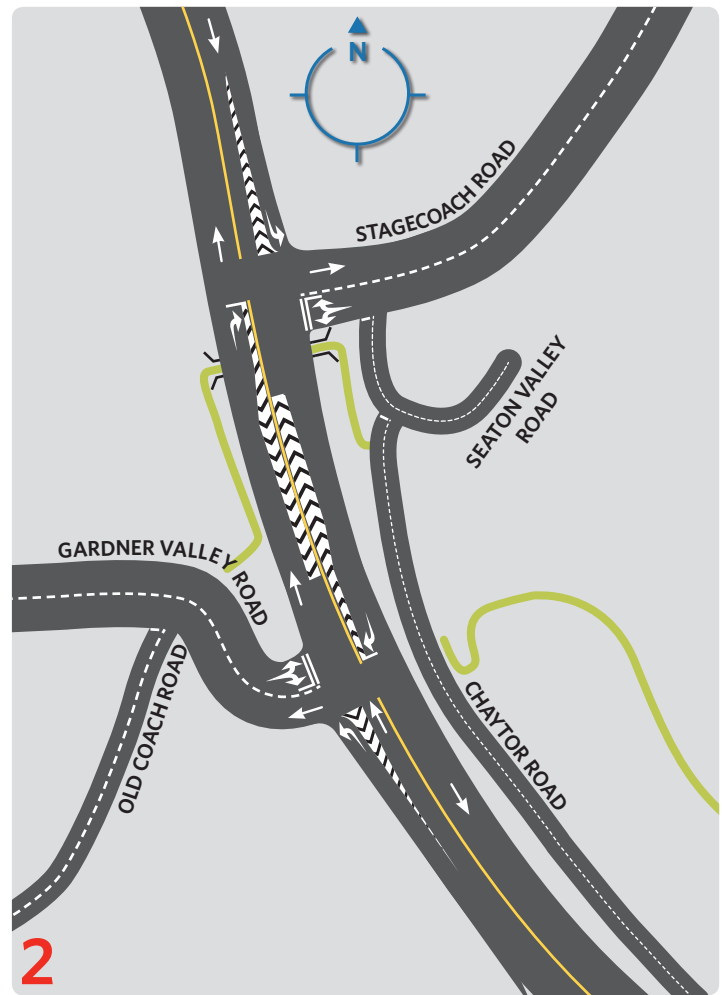 N
STAGECOACH ROAD
SEATON VALLEY
ROAD
GARDNER VALLEY ROAD
OLD COACH ROAD
CHAYTOR ROAD
2